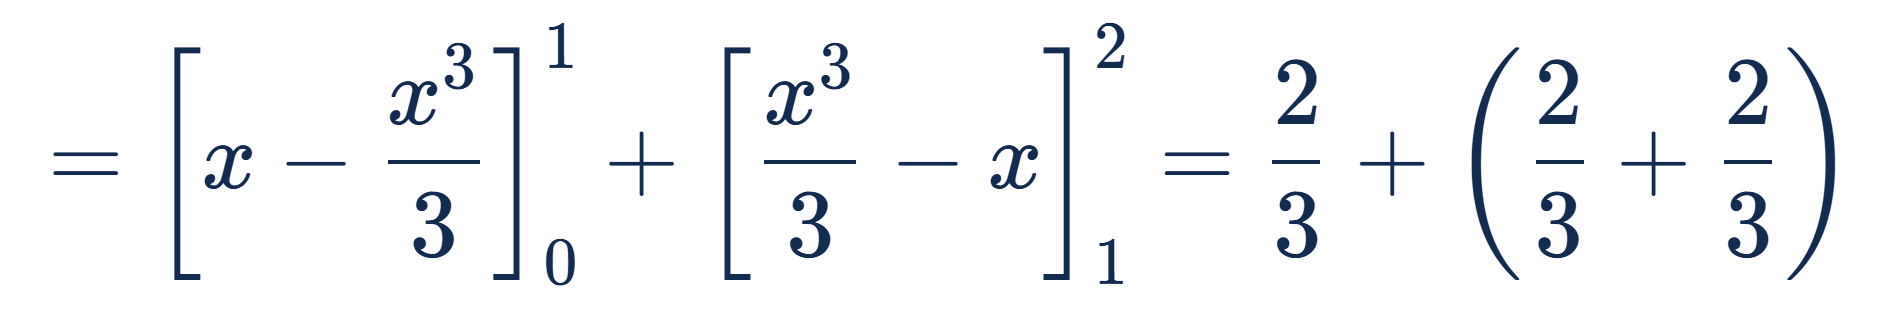 = [x − x³/3]₀¹ + [x³/3 − x]₁² = 2/3 + (2/3 + 2/3)